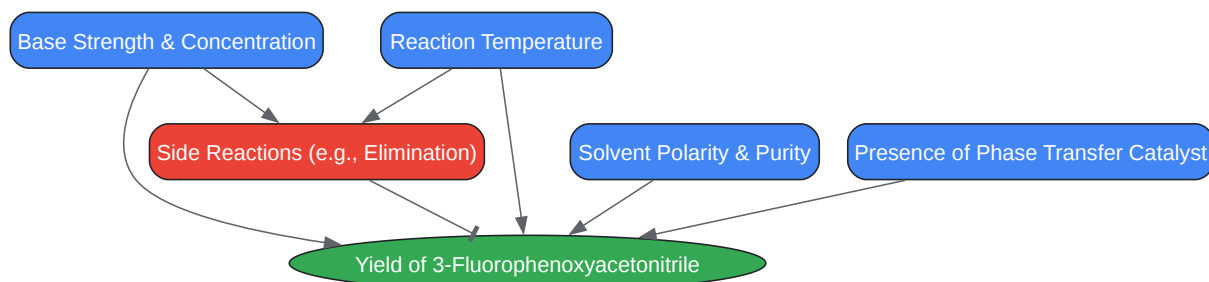 Base Strength & Concentration
Reaction Temperature
Side Reactions (e.g., Elimination)
Solvent Polarity & Purity
Presence of Phase Transfer Catalyst
Yield of 3-Fluorophenoxyacetonitrile